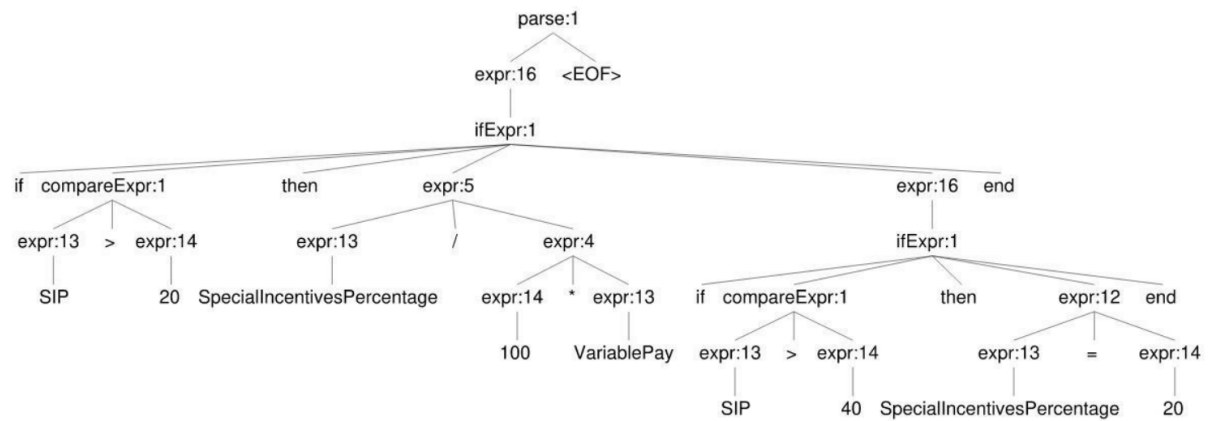 parse:1
expr:16 <EOF>
ifExpr:1
if compareExpr:1 then expr:5 expr:16 end
expr:13 > expr:14 expr:13 / expr:4 ifExpr:1
SIP 20 SpecialIncentivesPercentage expr:14 * expr:13 if compareExpr:1 then expr:12 end
100 VariablePay expr:13 > expr:14 expr:13 = expr:14
SIP 40 SpecialIncentivesPercentage 20